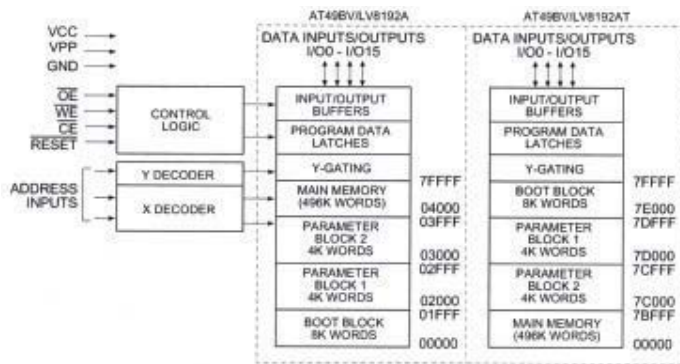 AT49BV/LV8192A
AT49BV/LV8192AT
VCC
VPP
GND
OE
WE
CE
RESET
ADDRESS
INPUTS
CONTROL
LOGIC
Y DECODER
X DECODER
DATA INPUTS/OUTPUTS
I/O0 - I/O15
INPUT/OUTPUT
BUFFERS
PROGRAM DATA
LATCHES
Y-GATING
MAIN MEMORY
(496K WORDS)
PARAMETER
BLOCK 2
4K WORDS
PARAMETER
BLOCK 1
4K WORDS
BOOT BLOCK
8K WORDS
7FFFF
04000
03FFF
03000
02FFF
02000
01FFF
00000
DATA INPUTS/OUTPUTS
I/O0 - I/O15
INPUT/OUTPUT
BUFFERS
PROGRAM DATA
LATCHES
Y-GATING
BOOT BLOCK
8K WORDS
PARAMETER
BLOCK 1
4K WORDS
PARAMETER
BLOCK 2
4K WORDS
MAIN MEMORY
(496K WORDS)
7FFFF
7E000
7DFFF
7D000
7CFFF
7C000
7BFFF
00000